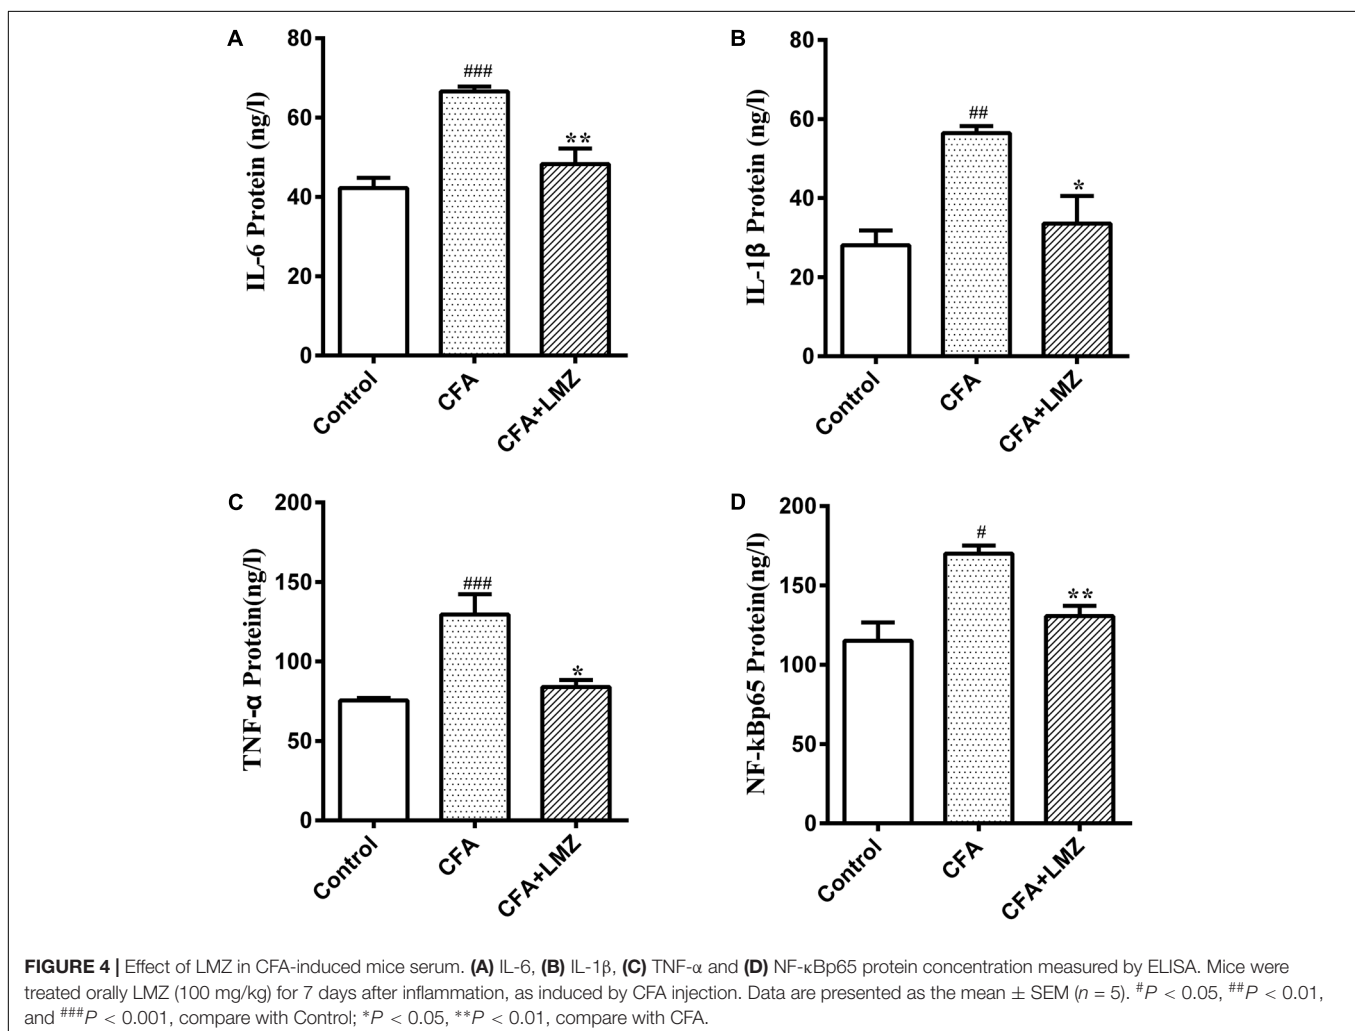 A
IL-6 Protein (ng/l)
80
60
40
20
0
###
**
Control
CFA
CFA+LMZ
B
IL-1β Protein (ng/l)
80
60
40
20
0
##
*
Control
CFA
CFA+LMZ
C
TNF-α Protein(ng/l)
200
150
100
50
0
###
*
Control
CFA
CFA+LMZ
D
NF-kBp65 Protein(ng/l)
200
150
100
50
0
#
**
Control
CFA
CFA+LMZ
FIGURE 4 | Effect of LMZ in CFA-induced mice serum. (A) IL-6, (B) IL-1β, (C) TNF-α and (D) NF-κBp65 protein concentration measured by ELISA. Mice were
treated orally LMZ (100 mg/kg) for 7 days after inflammation, as induced by CFA injection. Data are presented as the mean ± SEM (n = 5). #P < 0.05, ##P < 0.01,
and ###P < 0.001, compare with Control; *P < 0.05, **P < 0.01, compare with CFA.